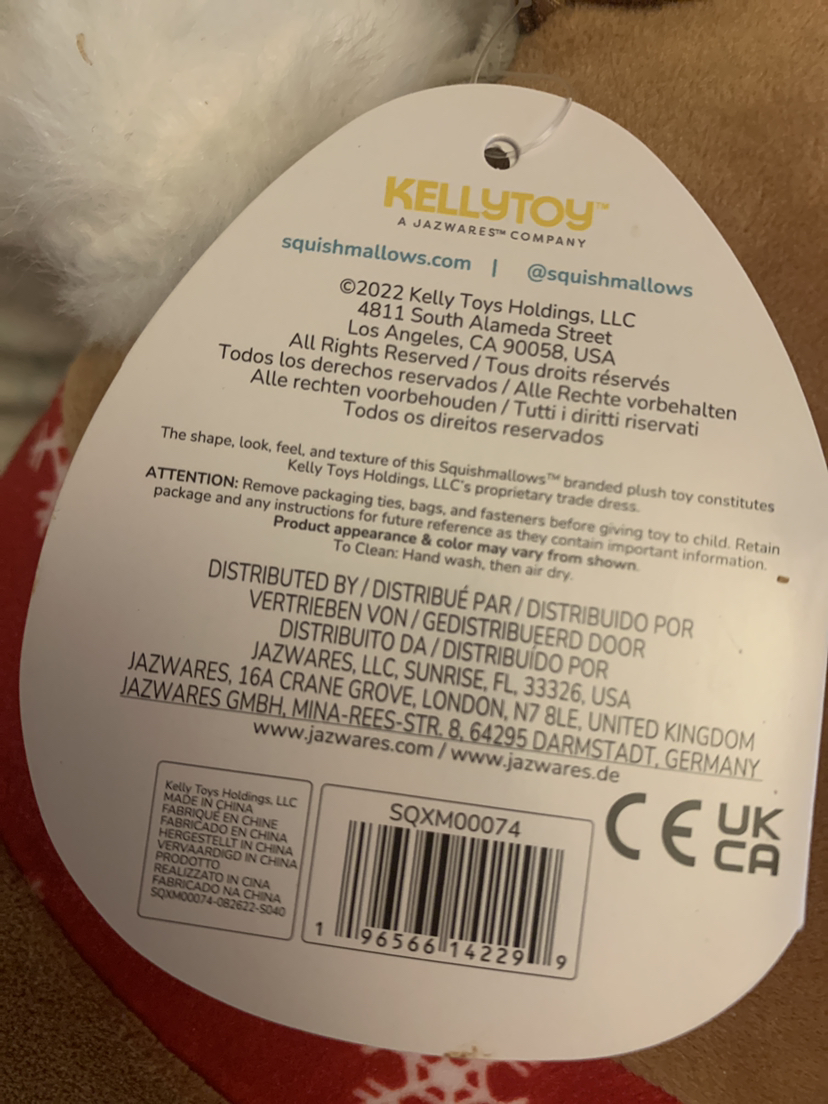 KELLYTOY™
A JAZWARES™ COMPANY
squishmallows.com | @squishmallows
©2022 Kelly Toys Holdings, LLC
4811 South Alameda Street
Los Angeles, CA 90058, USA
All Rights Reserved / Tous droits réservés
Todos los derechos reservados / Alle Rechte vorbehalten
Alle rechten voorbehouden / Tutti i diritti riservati
Todos os direitos reservados
The shape, look, feel, and texture of this Squishmallows™ branded plush toy constitutes
Kelly Toys Holdings, LLC's proprietary trade dress.
ATTENTION: Remove packaging ties, bags, and fasteners before giving toy to child. Retain
package and any instructions for future reference as they contain important information.
Product appearance & color may vary from shown.
To Clean: Hand wash, then air dry.
DISTRIBUTED BY / DISTRIBUÉ PAR / DISTRIBUIDO POR
VERTRIEBEN VON / GEDISTRIBUEERD DOOR
DISTRIBUITO DA / DISTRIBUÍDO POR
JAZWARES, LLC, SUNRISE, FL, 33326, USA
JAZWARES, 16A CRANE GROVE, LONDON, N7 8LE, UNITED KINGDOM
JAZWARES GMBH, MINA-REES-STR. 8, 64295 DARMSTADT, GERMANY
www.jazwares.com / www.jazwares.de
Kelly Toys Holdings, LLC
MADE IN CHINA
FABRIQUÉ EN CHINE
FABRICADO EN CHINA
HERGESTELLT IN CHINA
VERVAARDIGD IN CHINA
PRODOTTO
REALIZZATO IN CINA
FABRICADO NA CHINA
SQXM00074-082622-S040
SQXM00074
1 96566 14229 9
CE
UK
CA